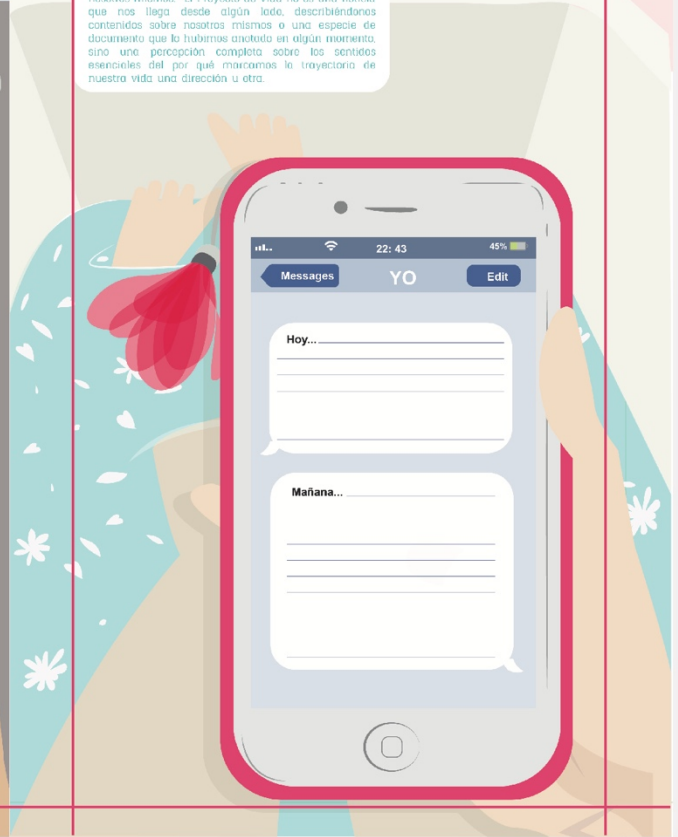 que nos llega desde algún lado, describiéndonos
contenidos sobre nosotros mismos o una especie de
documento que lo hubimos anotado en algún momento,
sino una percepción completa sobre los sentidos
esenciales del por qué marcamos la trayectoria de
nuestra vida una dirección u otra.
22: 43
45%
Messages
YO
Edit
Hoy...
Mañana...